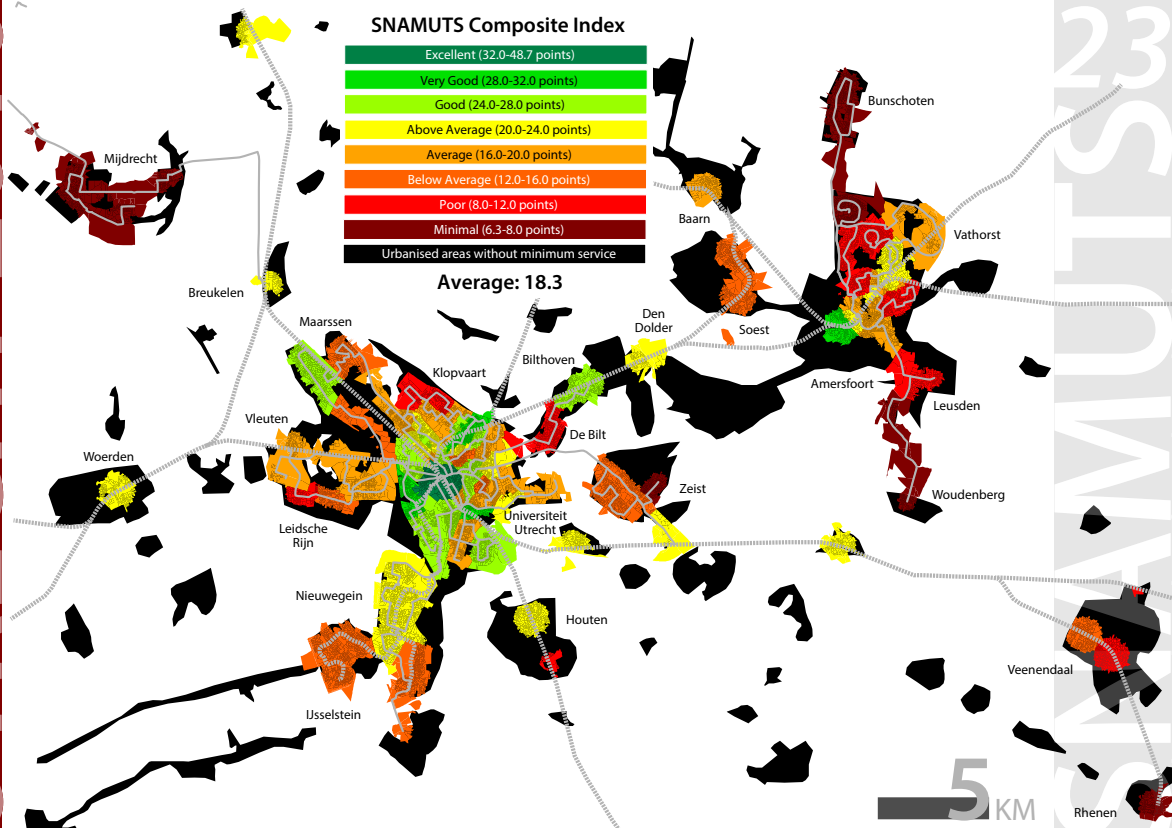 SNAMUTS Composite Index
Excellent (32.0-48.7 points)
Very Good (28.0-32.0 points)
Good (24.0-28.0 points)
Above Average (20.0-24.0 points)
Average (16.0-20.0 points)
Below Average (12.0-16.0 points)
Poor (8.0-12.0 points)
Minimal (6.3-8.0 points)
Urbanised areas without minimum service
Average: 18.3
SNAMUTS 23
Bunschoten
Mijdrecht
Baarn
Vathorst
Breukelen
Maarssen
Den
Dolder
Soest
Bilthoven
Klopvaart
Amersfoort
Leusden
Vleuten
De Bilt
Woerden
Zeist
Woudenberg
Leidsche
Rijn
Universiteit
Utrecht
Nieuwegein
Houten
Veenendaal
IJsselstein
5 KM
Rhenen